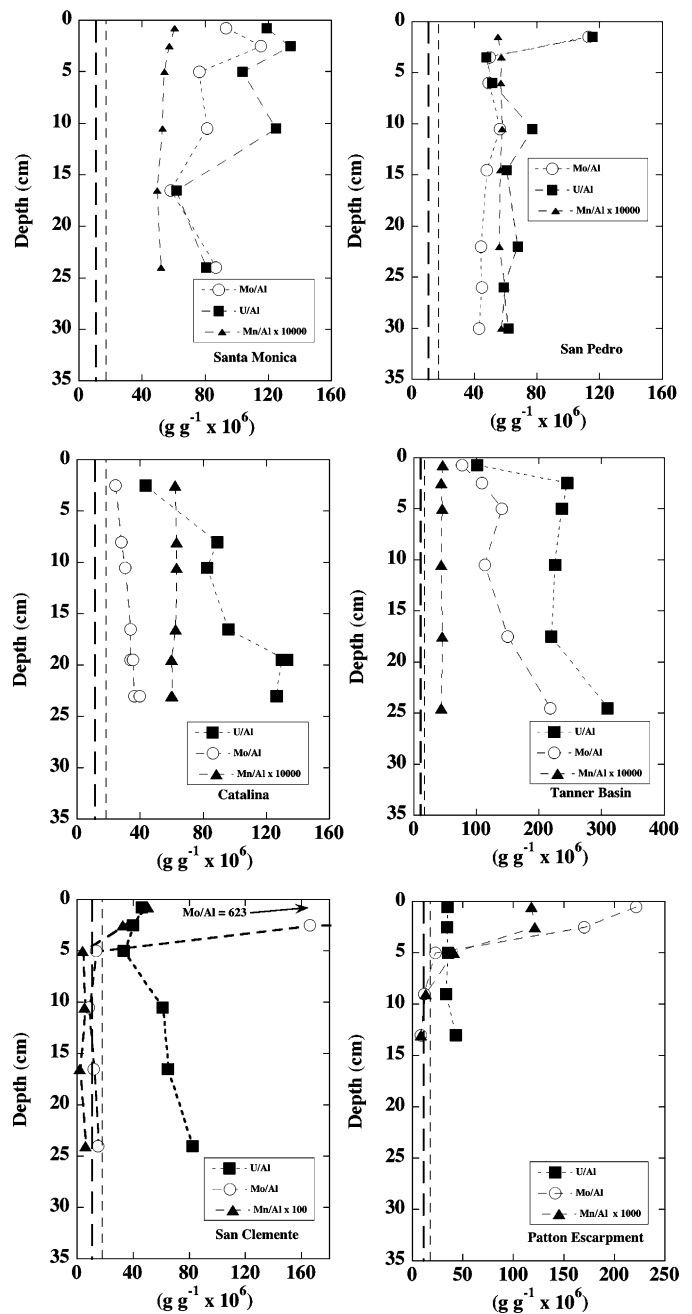 0
5
10
15
20
25
30
35
Depth (cm)
Mo/Al
U/Al
Mn/Al x 10000
Santa Monica
0 40 80 120 160
(g g⁻¹ x 10⁶)
0
5
10
15
20
25
30
35
Depth (cm)
Mo/Al
U/Al
Mn/Al x 10000
San Pedro
0 40 80 120 160
(g g⁻¹ x 10⁶)
0
5
10
15
20
25
30
35
Depth (cm)
U/Al
Mo/Al
Mn/Al x 10000
Catalina
0 40 80 120 160
(g g⁻¹ x 10⁶)
0
5
10
15
20
25
30
35
Depth (cm)
U/Al
Mo/Al
Mn/Al x 10000
Tanner Basin
0 100 200 300 400
(g g⁻¹ x 10⁶)
0
5
10
15
20
25
30
35
Depth (cm)
Mo/Al = 623
U/Al
Mo/Al
Mn/Al x 100
San Clemente
0 40 80 120 160
(g g⁻¹ x 10⁶)
0
5
10
15
20
25
30
35
Depth (cm)
U/Al
Mo/Al
Mn/Al x 1000
Patton Escarpment
0 50 100 150 200 250
(g g⁻¹ x 10⁶)